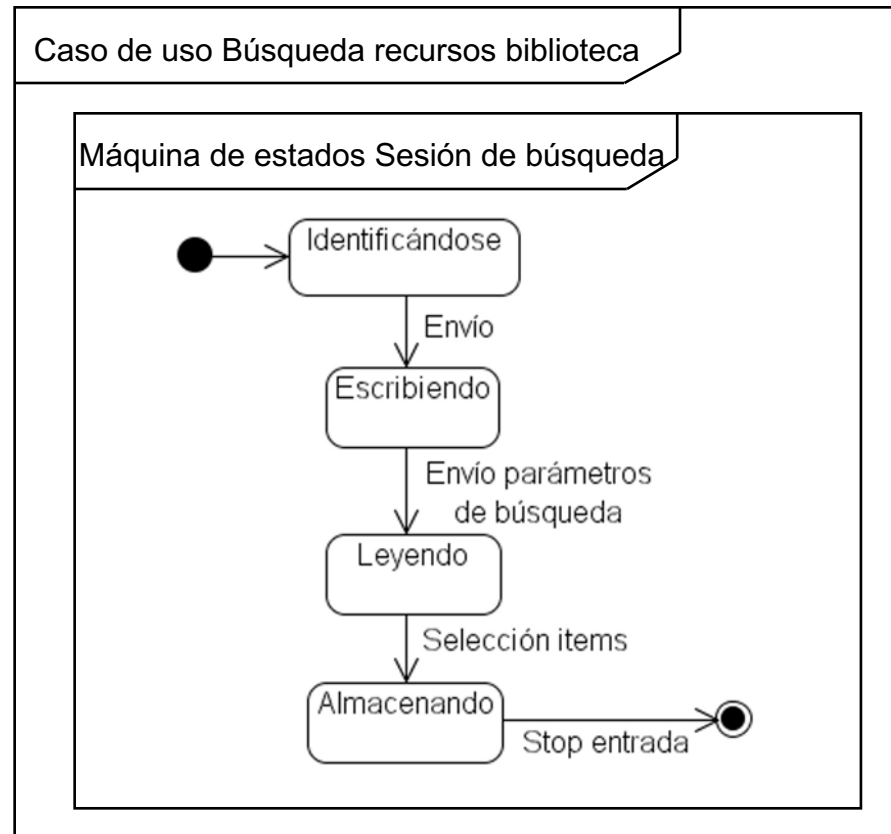 Caso de uso Búsqueda recursos biblioteca
Máquina de estados Sesión de búsqueda
Identificándose
Envío
Escribiendo
Envío parámetros
de búsqueda
Leyendo
Selección items
Almacenando
Stop entrada